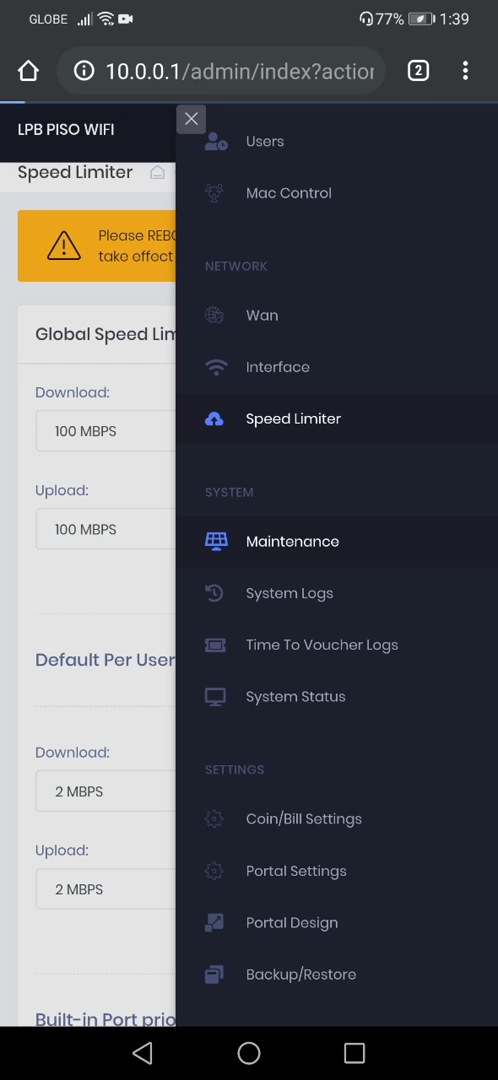 GLOBE 77% 1:39
10.0.0.1/admin/index?action 2
LPB PISO WIFI
Speed Limiter
Please REBO
take effect
Global Speed Lim
Download:
100 MBPS
Upload:
100 MBPS
Default Per User
Download:
2 MBPS
Upload:
2 MBPS
Built-in Port prio
Users
Mac Control
NETWORK
Wan
Interface
Speed Limiter
SYSTEM
Maintenance
System Logs
Time To Voucher Logs
System Status
SETTINGS
Coin/Bill Settings
Portal Settings
Portal Design
Backup/Restore